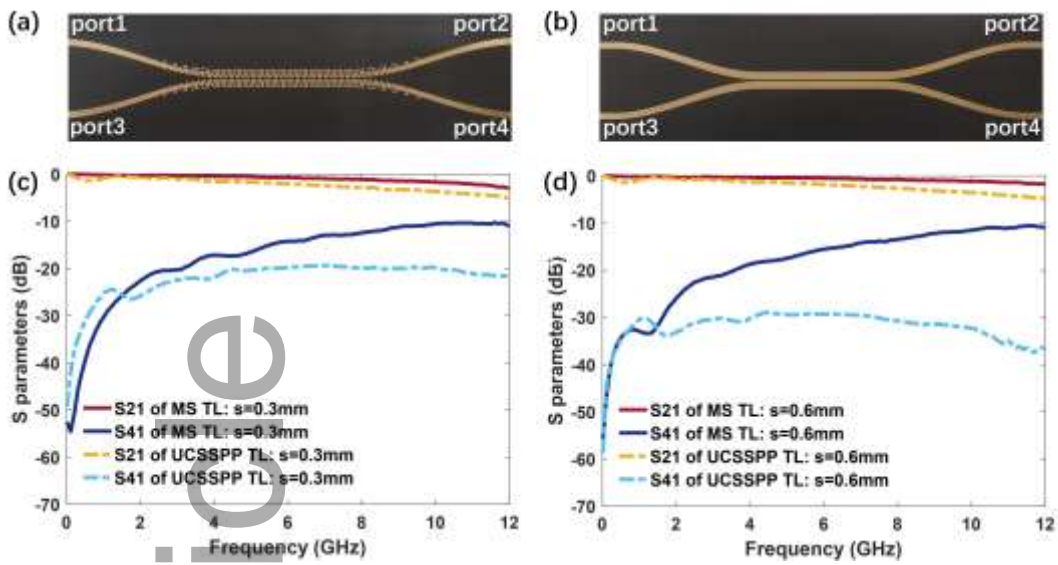 (a) port1 port2
port3 port4
(b) port1 port2
port3 port4
(c)
S parameters (dB)
0
-10
-20
-30
-40
-50
-60
-70
S21 of MS TL: s=0.3mm
S41 of MS TL: s=0.3mm
S21 of UCSSPP TL: s=0.3mm
S41 of UCSSPP TL: s=0.3mm
0 2 4 6 8 10 12
Frequency (GHz)
(d)
S parameters (dB)
0
-10
-20
-30
-40
-50
-60
-70
S21 of MS TL: s=0.6mm
S41 of MS TL: s=0.6mm
S21 of UCSSPP TL: s=0.6mm
S41 of UCSSPP TL: s=0.6mm
0 2 4 6 8 10 12
Frequency (GHz)
icle